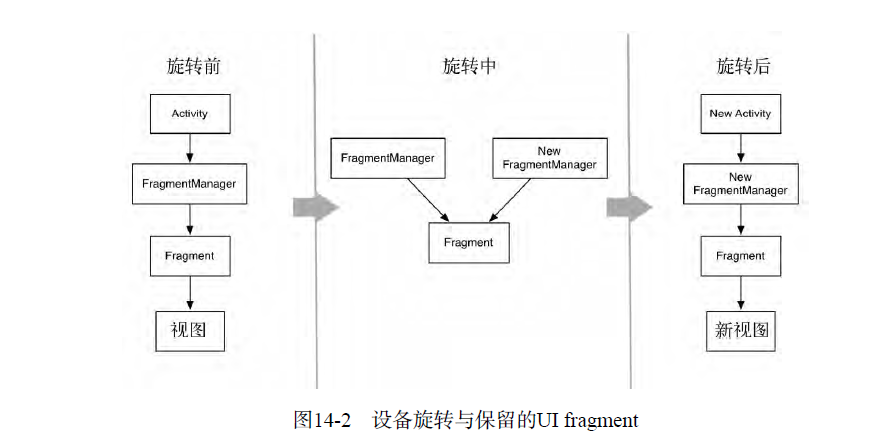 旋转前
旋转中
旋转后
Activity
FragmentManager
Fragment
视图
FragmentManager
New
FragmentManager
Fragment
New Activity
New
FragmentManager
Fragment
新视图
图14-2 设备旋转与保留的UI fragment